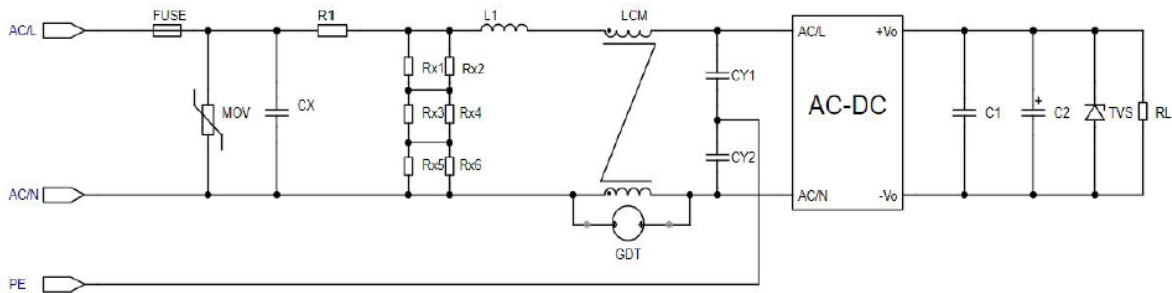 FUSE
R1
L1
LCM
AC/L
AC/L
+Vo
Rx1
Rx2
CY1
MOV
CX
Rx3
Rx4
AC-DC
C1
+
C2
TVS
RL
Rx5
Rx6
CY2
AC/N
AC/N
-Vo
GDT
PE